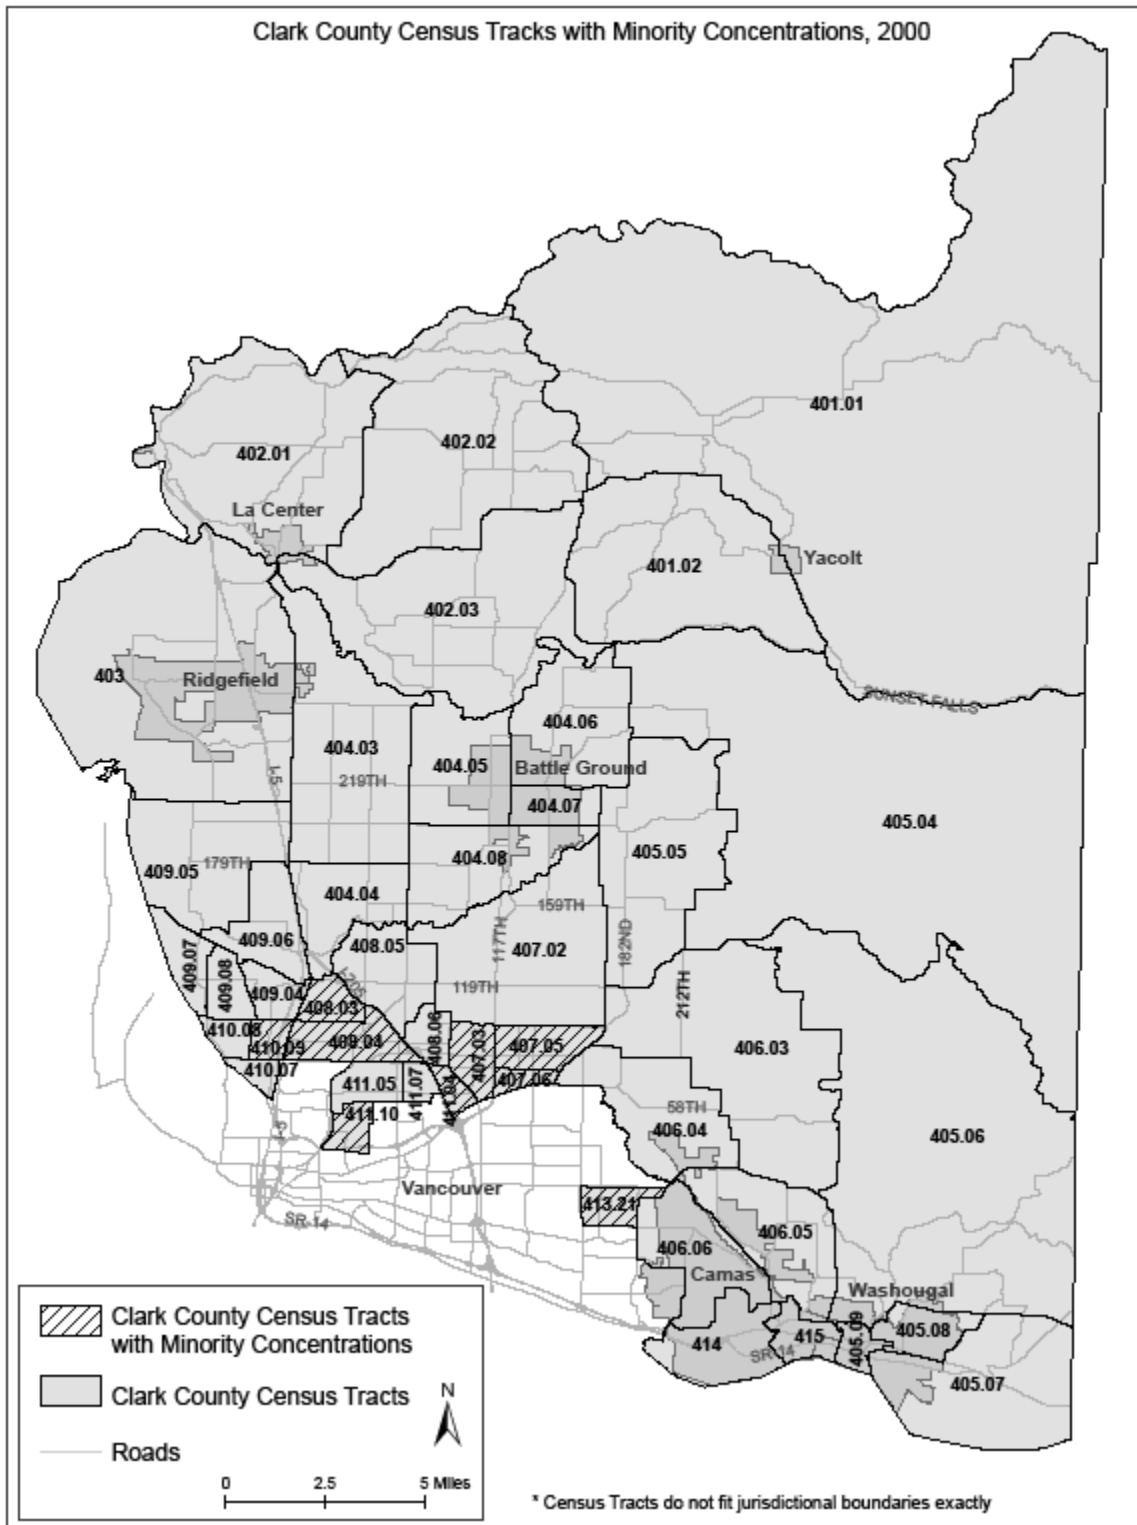 Clark County Census Tracks with Minority Concentrations, 2000
401.01
402.02
402.01
La Center
Yacolt
401.02
402.03
403
Ridgefield
SUNSET FALLS
404.06
404.03
404.05
Battle Ground
219TH
I-5
404.07
405.04
404.08
405.05
409.05
179TH
404.04
159TH
409.06
408.05
117TH
407.02
182ND
409.07
409.08
409.04
I-205
119TH
212TH
408.03
410.08
410.09
409.04
408.06
407.03
407.05
406.03
410.07
411.05
411.07
411.04
407.06
411.10
58TH
406.04
405.06
I-5
Vancouver
413.21
SR-14
406.05
406.06
Camas
Washougal
414
415
405.09
405.08
SR-14
405.07
Clark County Census Tracts
with Minority Concentrations
Clark County Census Tracts
N
Roads
0 2.5 5 Miles
* Census Tracts do not fit jurisdictional boundaries exactly